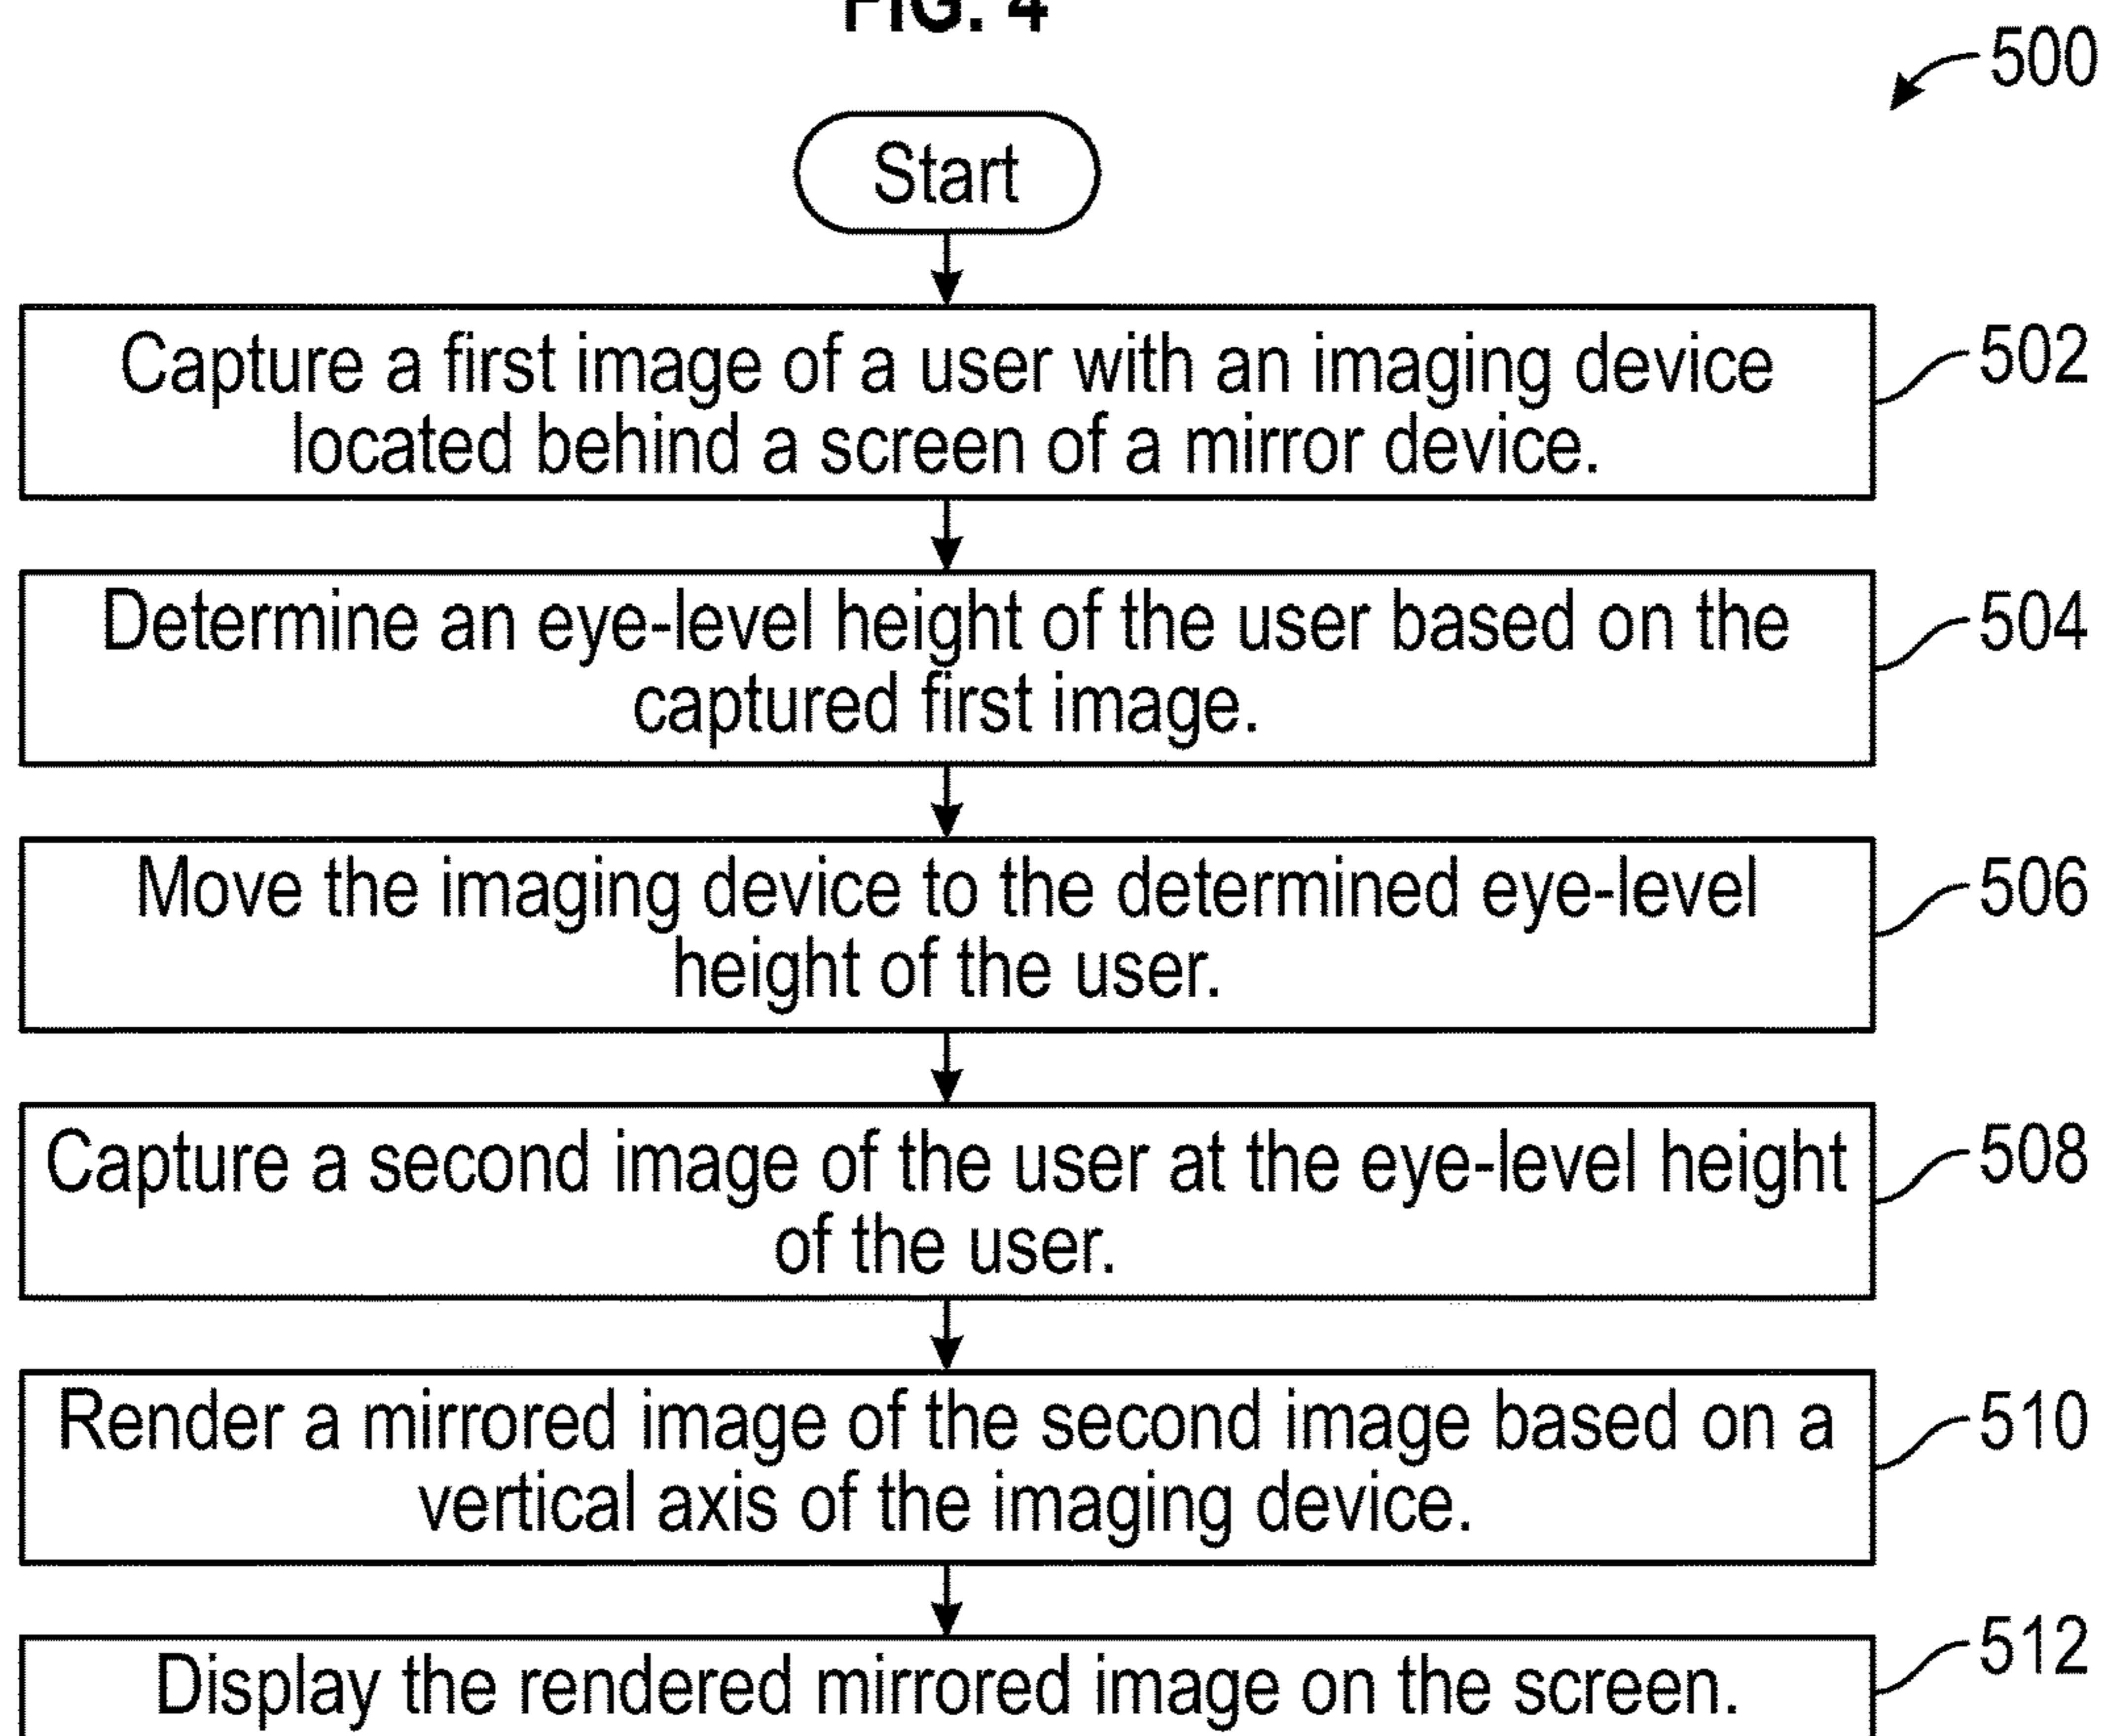 FIG. 4
500
Start
Capture a first image of a user with an imaging device
located behind a screen of a mirror device.
502
Determine an eye-level height of the user based on the
captured first image.
504
Move the imaging device to the determined eye-level
height of the user.
506
Capture a second image of the user at the eye-level height
of the user.
508
Render a mirrored image of the second image based on a
vertical axis of the imaging device.
510
Display the rendered mirrored image on the screen.
512